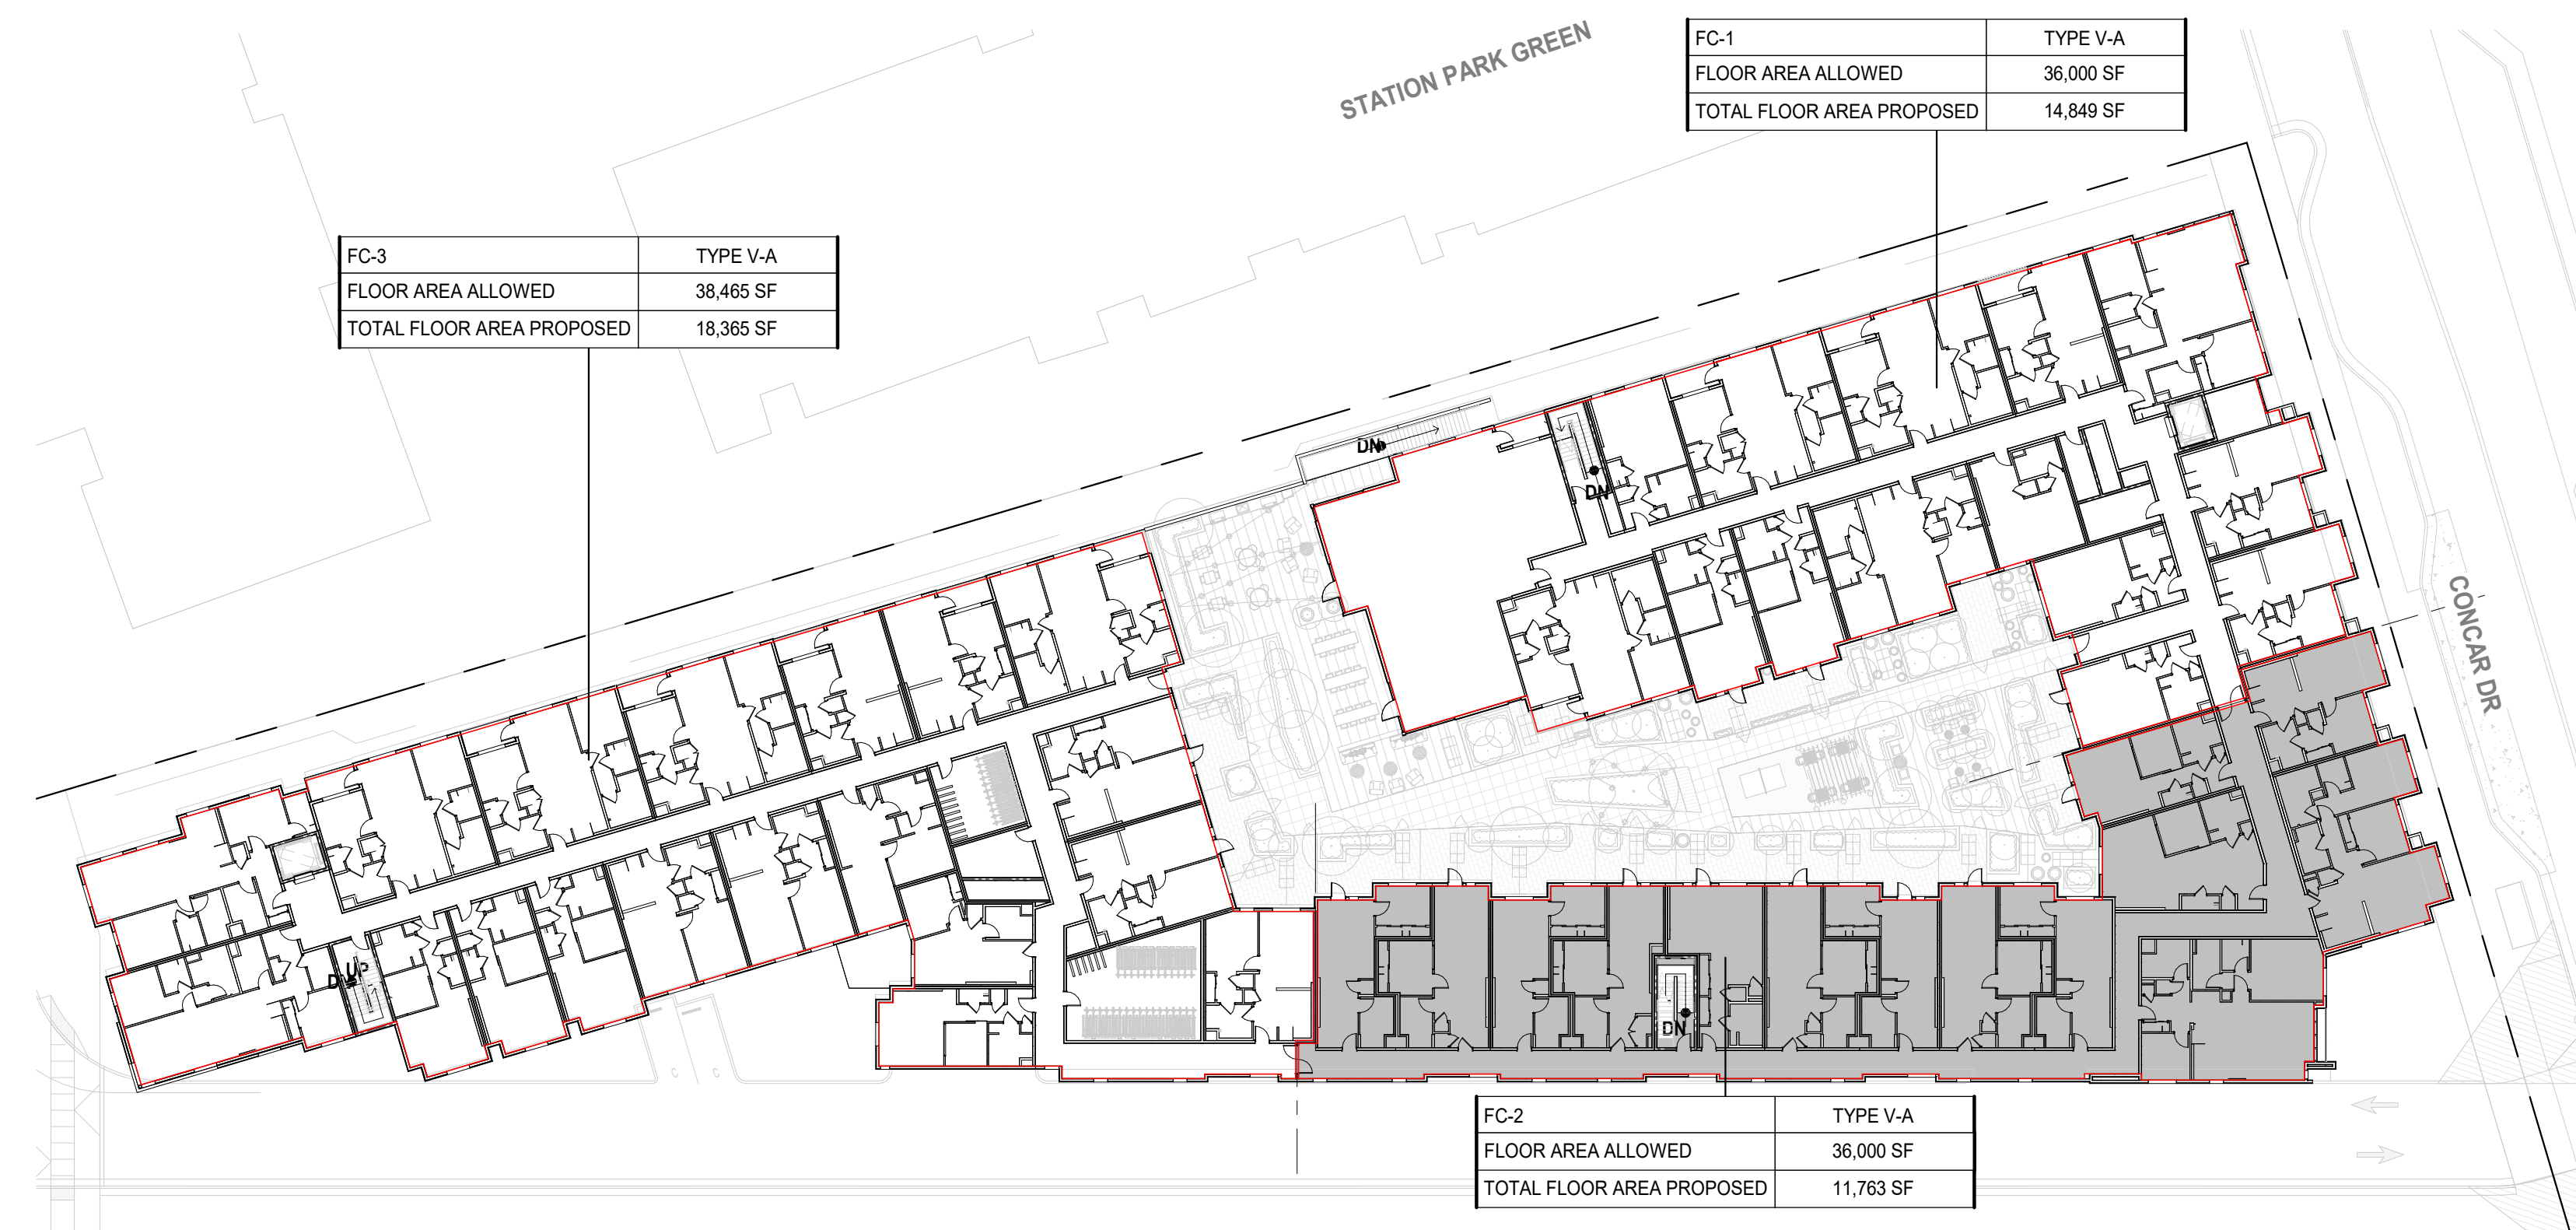 STATION PARK GREEN
FC-1 TYPE V-A
FLOOR AREA ALLOWED 36,000 SF
TOTAL FLOOR AREA PROPOSED 14,849 SF
FC-3 TYPE V-A
FLOOR AREA ALLOWED 38,465 SF
TOTAL FLOOR AREA PROPOSED 18,365 SF
DN
DN
CONCAR DR
UP
DN
C
C
FC-2 TYPE V-A
FLOOR AREA ALLOWED 36,000 SF
TOTAL FLOOR AREA PROPOSED 11,763 SF